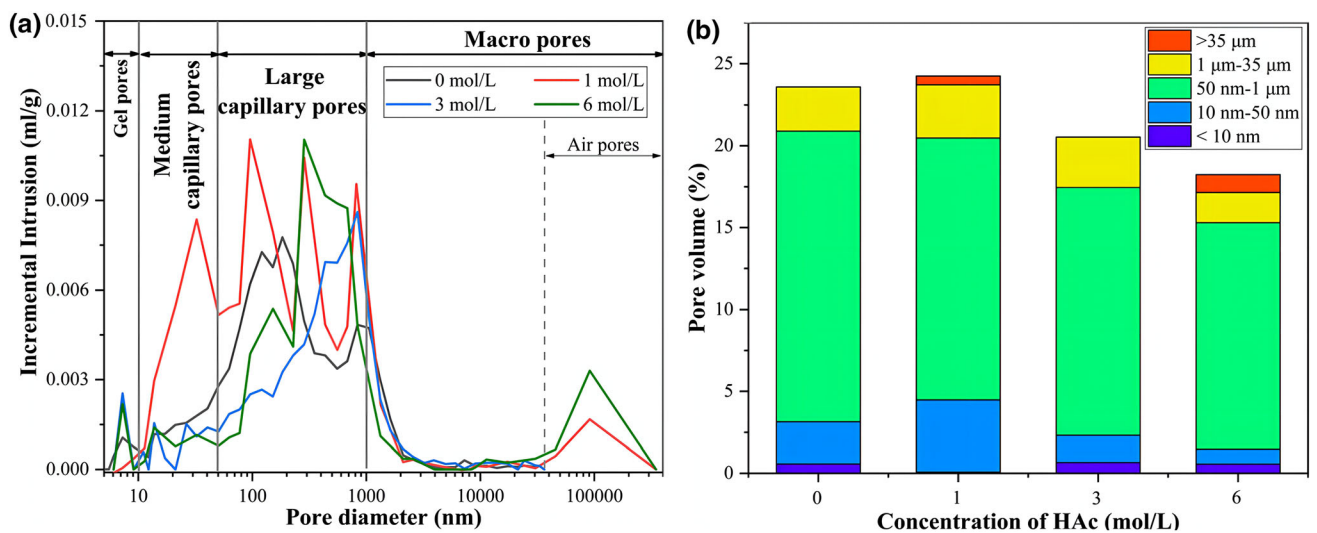 (a)
0.015
0.012
0.009
0.006
0.003
0.000
Incremental Intrusion (ml/g)
Gel pores
Medium
capillary pores
Large
capillary pores
Macro pores
0 mol/L
1 mol/L
3 mol/L
6 mol/L
Air pores
10
100
1000
10000
100000
Pore diameter (nm)
(b)
25
20
15
10
5
0
Pore volume (%)
>35 μm
1 μm-35 μm
50 nm-1 μm
10 nm-50 nm
< 10 nm
0
1
3
6
Concentration of HAc (mol/L)